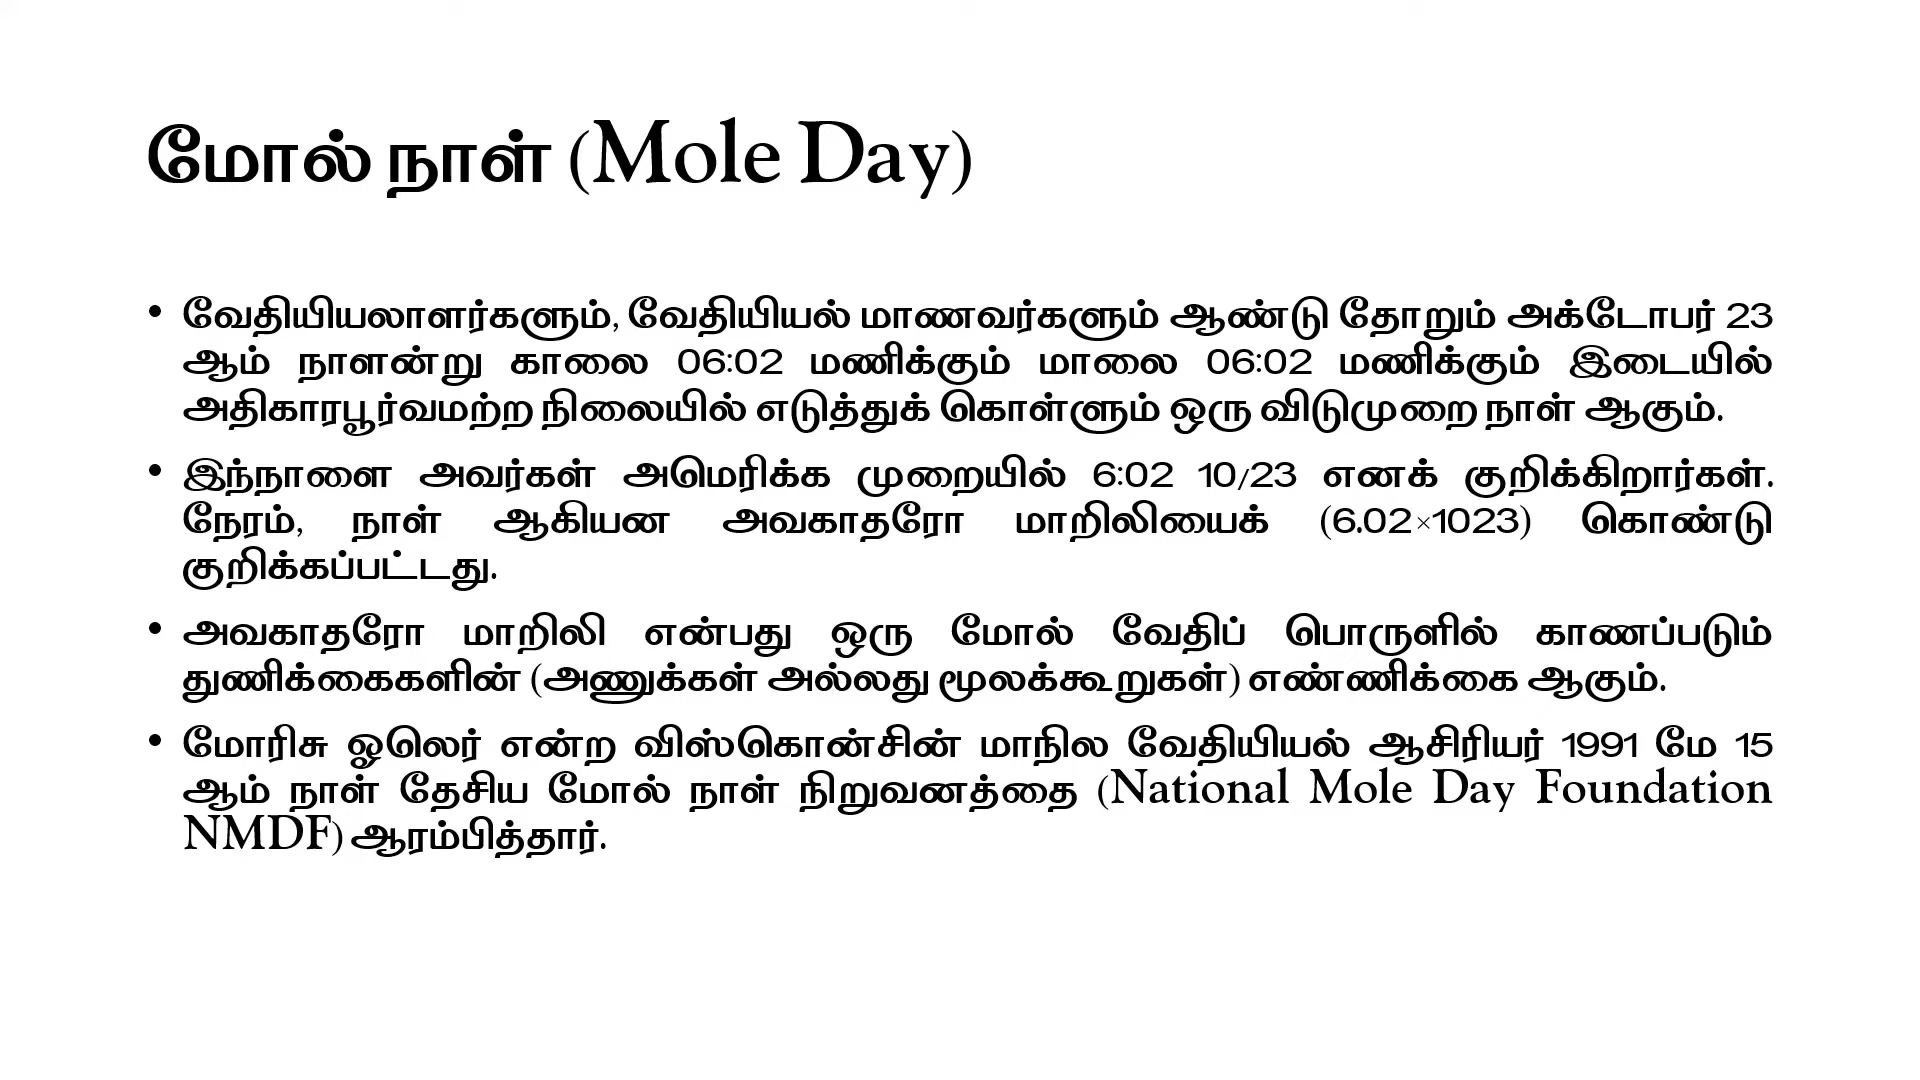 மோல் நாள் (Mole Day)
• வேதியியலாளர்களும், வேதியியல் மாணவர்களும் ஆண்டு தோறும் அக்டோபர் 23
ஆம் நாளன்று காலை 06:02 மணிக்கும் மாலை 06:02 மணிக்கும் இடையில்
அதிகாரபூர்வமற்ற நிலையில் எடுத்துக் கொள்ளும் ஒரு விடுமுறை நாள் ஆகும்.
• இந்நாளை அவர்கள் அமெரிக்க முறையில் 6:02 10/23 எனக் குறிக்கிறார்கள்.
நேரம், நாள் ஆகியன அவகாதரோ மாறிலியைக் (6.02×1023) கொண்டு
குறிக்கப்பட்டது.
• அவகாதரோ மாறிலி என்பது ஒரு மோல் வேதிப் பொருளில் காணப்படும்
துணிக்கைகளின் (அணுக்கள் அல்லது மூலக்கூறுகள்) எண்ணிக்கை ஆகும்.
• மோரிசு ஓலெர் என்ற விஸ்கொன்சின் மாநில வேதியியல் ஆசிரியர் 1991 மே 15
ஆம் நாள் தேசிய மோல் நாள் நிறுவனத்தை (National Mole Day Foundation
NMDF) ஆரம்பித்தார்.